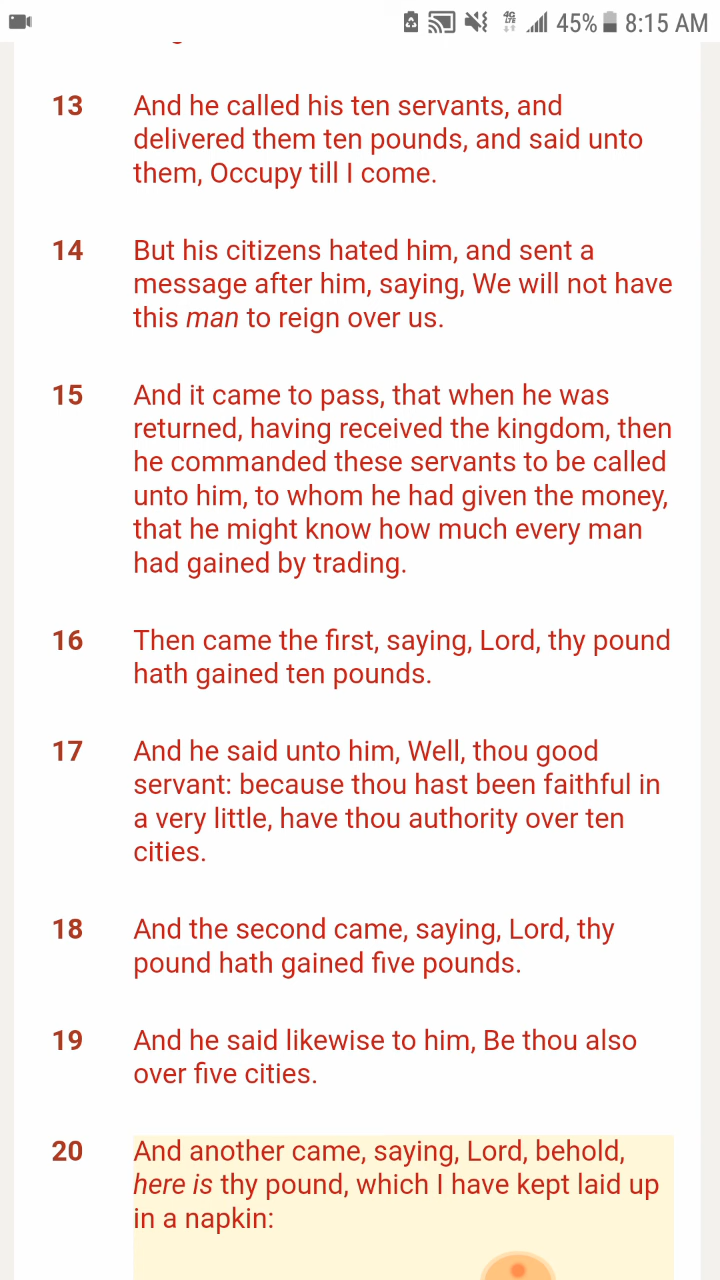 4G
LTE
45% 8:15 AM
13 And he called his ten servants, and
delivered them ten pounds, and said unto
them, Occupy till I come.
14 But his citizens hated him, and sent a
message after him, saying, We will not have
this man to reign over us.
15 And it came to pass, that when he was
returned, having received the kingdom, then
he commanded these servants to be called
unto him, to whom he had given the money,
that he might know how much every man
had gained by trading.
16 Then came the first, saying, Lord, thy pound
hath gained ten pounds.
17 And he said unto him, Well, thou good
servant: because thou hast been faithful in
a very little, have thou authority over ten
cities.
18 And the second came, saying, Lord, thy
pound hath gained five pounds.
19 And he said likewise to him, Be thou also
over five cities.
20 And another came, saying, Lord, behold,
here is thy pound, which I have kept laid up
in a napkin: